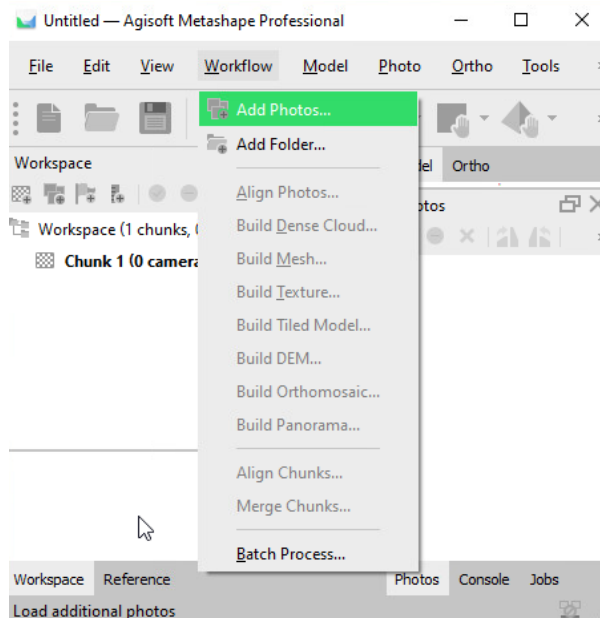 Untitled — Agisoft Metashape Professional
File Edit View Workflow Model Photo Ortho Tools
Add Photos...
Add Folder...
Align Photos...
Build Dense Cloud...
Build Mesh...
Build Texture...
Build Tiled Model...
Build DEM...
Build Orthomosaic...
Build Panorama...
Align Chunks...
Merge Chunks...
Batch Process...
Workspace
Workspace (1 chunks,
Chunk 1 (0 camera
Ortho
Workspace Reference
Photos Console Jobs
Load additional photos